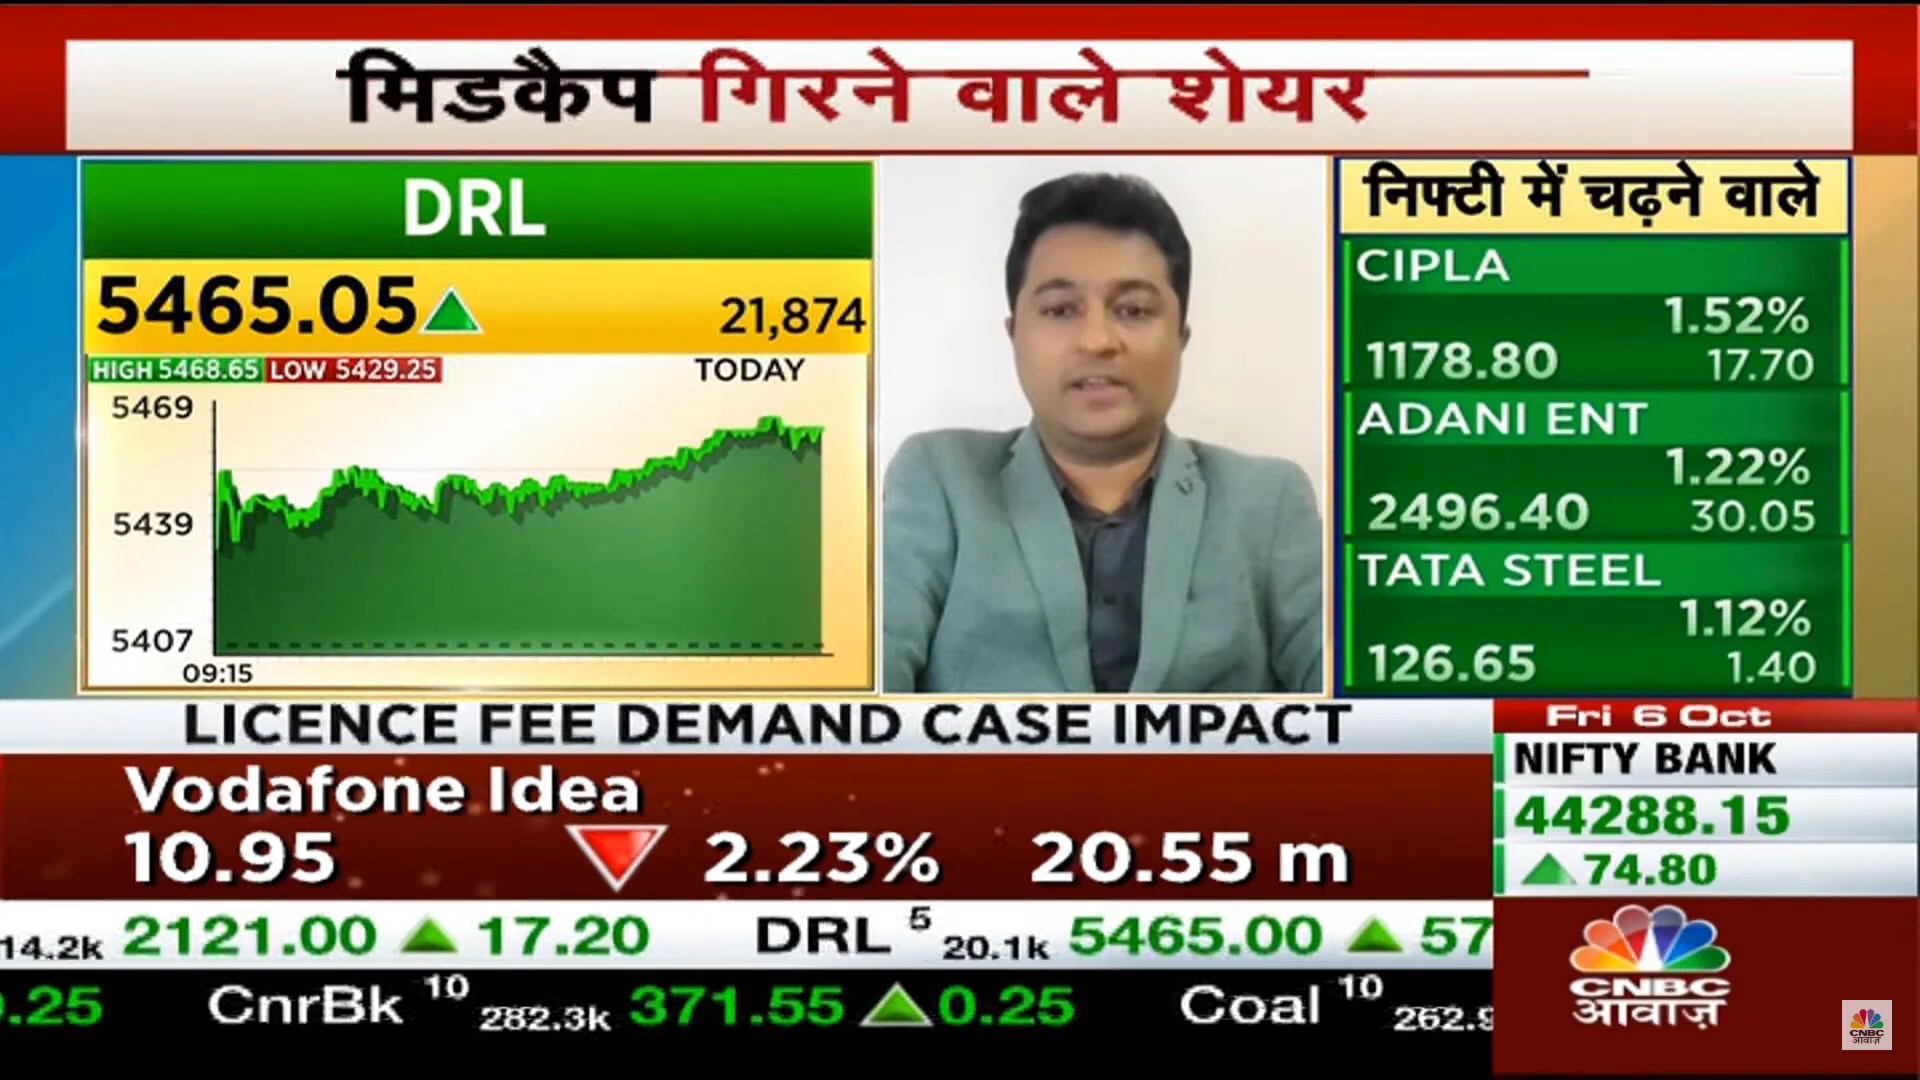 मिडकैप गिरने वाले शेयर
DRL
5465.05 21,874
HIGH 5468.65 LOW 5429.25 TODAY
5469
5439
5407
09:15
निफ्टी में चढ़ने वाले
CIPLA
1.52%
1178.80 17.70
ADANI ENT
1.22%
2496.40 30.05
TATA STEEL
1.12%
126.65 1.40
LICENCE FEE DEMAND CASE IMPACT
Vodafone Idea
10.95 2.23% 20.55 m
Fri 6 Oct
NIFTY BANK
44288.15
74.80
14.2k 2121.00 17.20 DRL 5 20.1k 5465.00 57
.25 CnrBk 10 282.3k 371.55 0.25 Coal 10 262.9
CNBC
आवाज़
CNBC
आवाज़